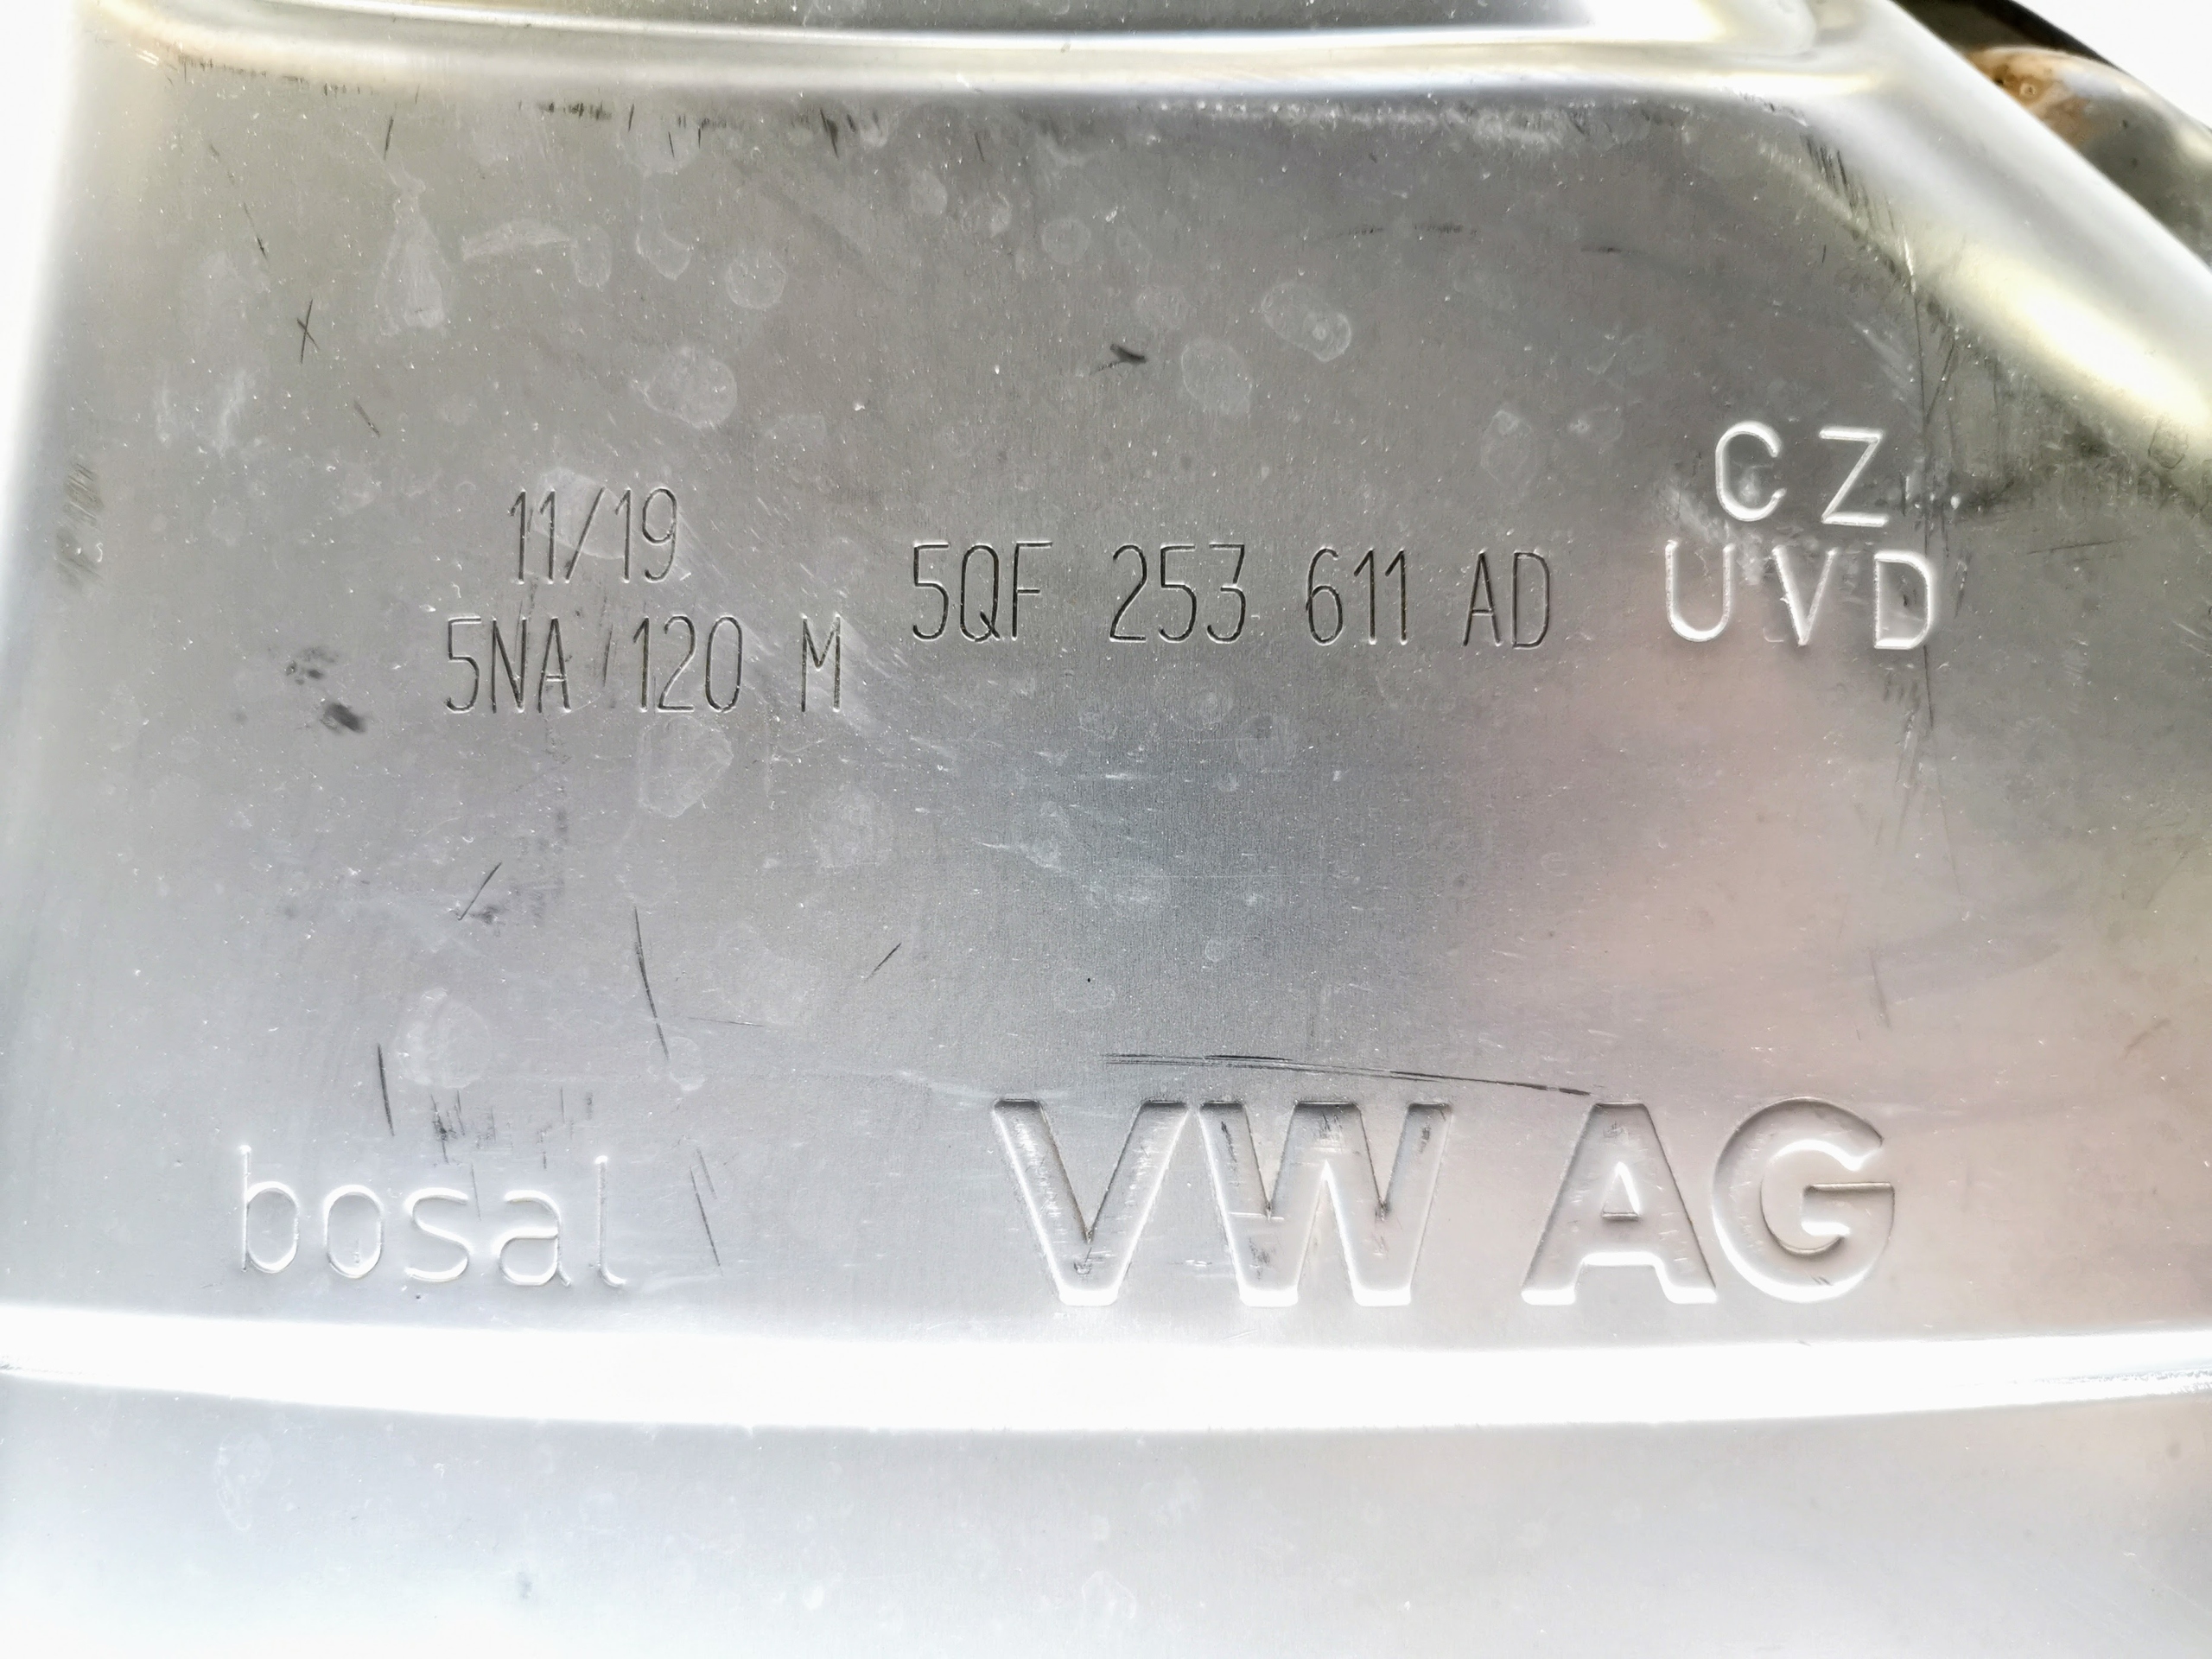 11/19
5NA 120 M
5QF 253 611 AD
CZ
UVD
bosal
VW AG